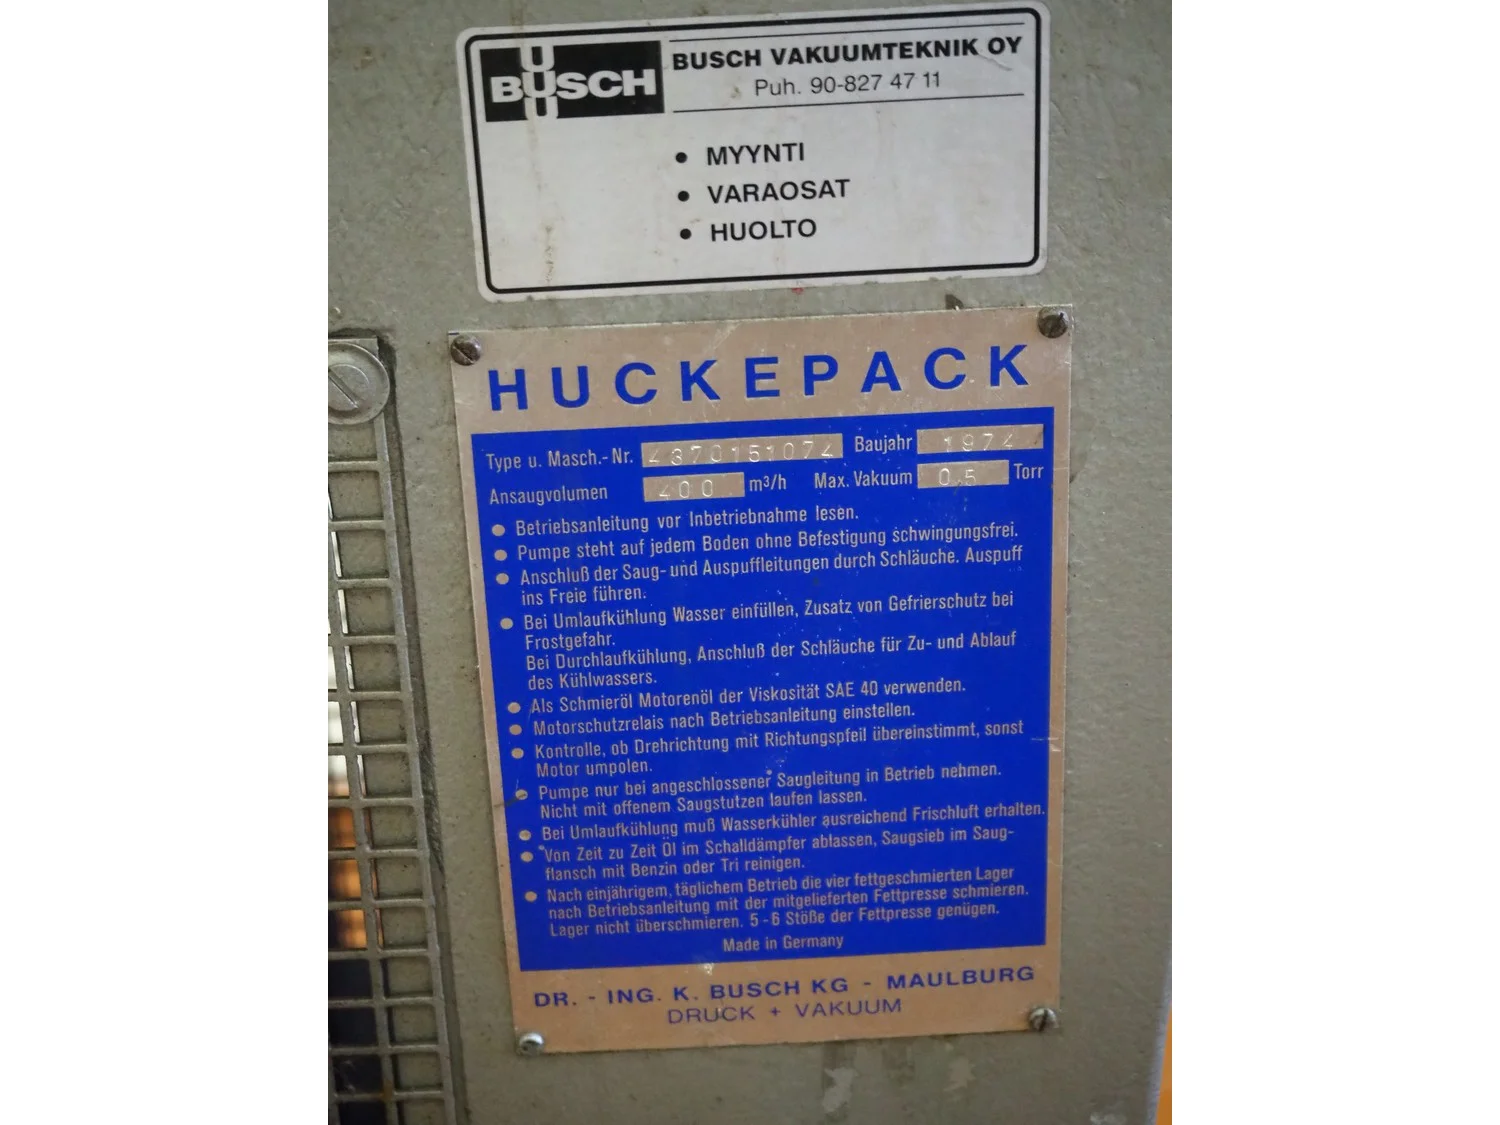 BUSCH
BUSCH VAKUUMTEKNIK OY
Puh. 90-827 47 11
• MYYNTI
• VARAOSAT
• HUOLTO
HUCKEPACK
Type u. Masch.-Nr. 4370151074 Baujahr 1974
Ansaugvolumen 400 m³/h Max. Vakuum 0,5 Torr
• Betriebsanleitung vor Inbetriebnahme lesen.
• Pumpe steht auf jedem Boden ohne Befestigung schwingungsfrei.
• Anschluß der Saug- und Auspuffleitungen durch Schläuche. Auspuff
ins Freie führen.
• Bei Umlaufkühlung Wasser einfüllen, Zusatz von Gefrierschutz bei
Frostgefahr.
Bei Durchlaufkühlung, Anschluß der Schläuche für Zu- und Ablauf
des Kühlwassers.
• Als Schmieröl Motorenöl der Viskosität SAE 40 verwenden.
• Motorschutzrelais nach Betriebsanleitung einstellen.
• Kontrolle, ob Drehrichtung mit Richtungspfeil übereinstimmt, sonst
Motor umpolen.
• Pumpe nur bei angeschlossener Saugleitung in Betrieb nehmen.
Nicht mit offenem Saugstutzen laufen lassen.
• Bei Umlaufkühlung muß Wasserkühler ausreichend Frischluft erhalten.
• Von Zeit zu Zeit Öl im Schalldämpfer ablassen, Saugsieb im Saug-
flansch mit Benzin oder Tri reinigen.
• Nach einjährigem, täglichem Betrieb die vier fettgeschmierten Lager
nach Betriebsanleitung mit der mitgelieferten Fettpresse schmieren.
Lager nicht überschmieren. 5-6 Stöße der Fettpresse genügen.
Made in Germany
DR. - ING. K. BUSCH KG - MAULBURG
DRUCK + VAKUUM